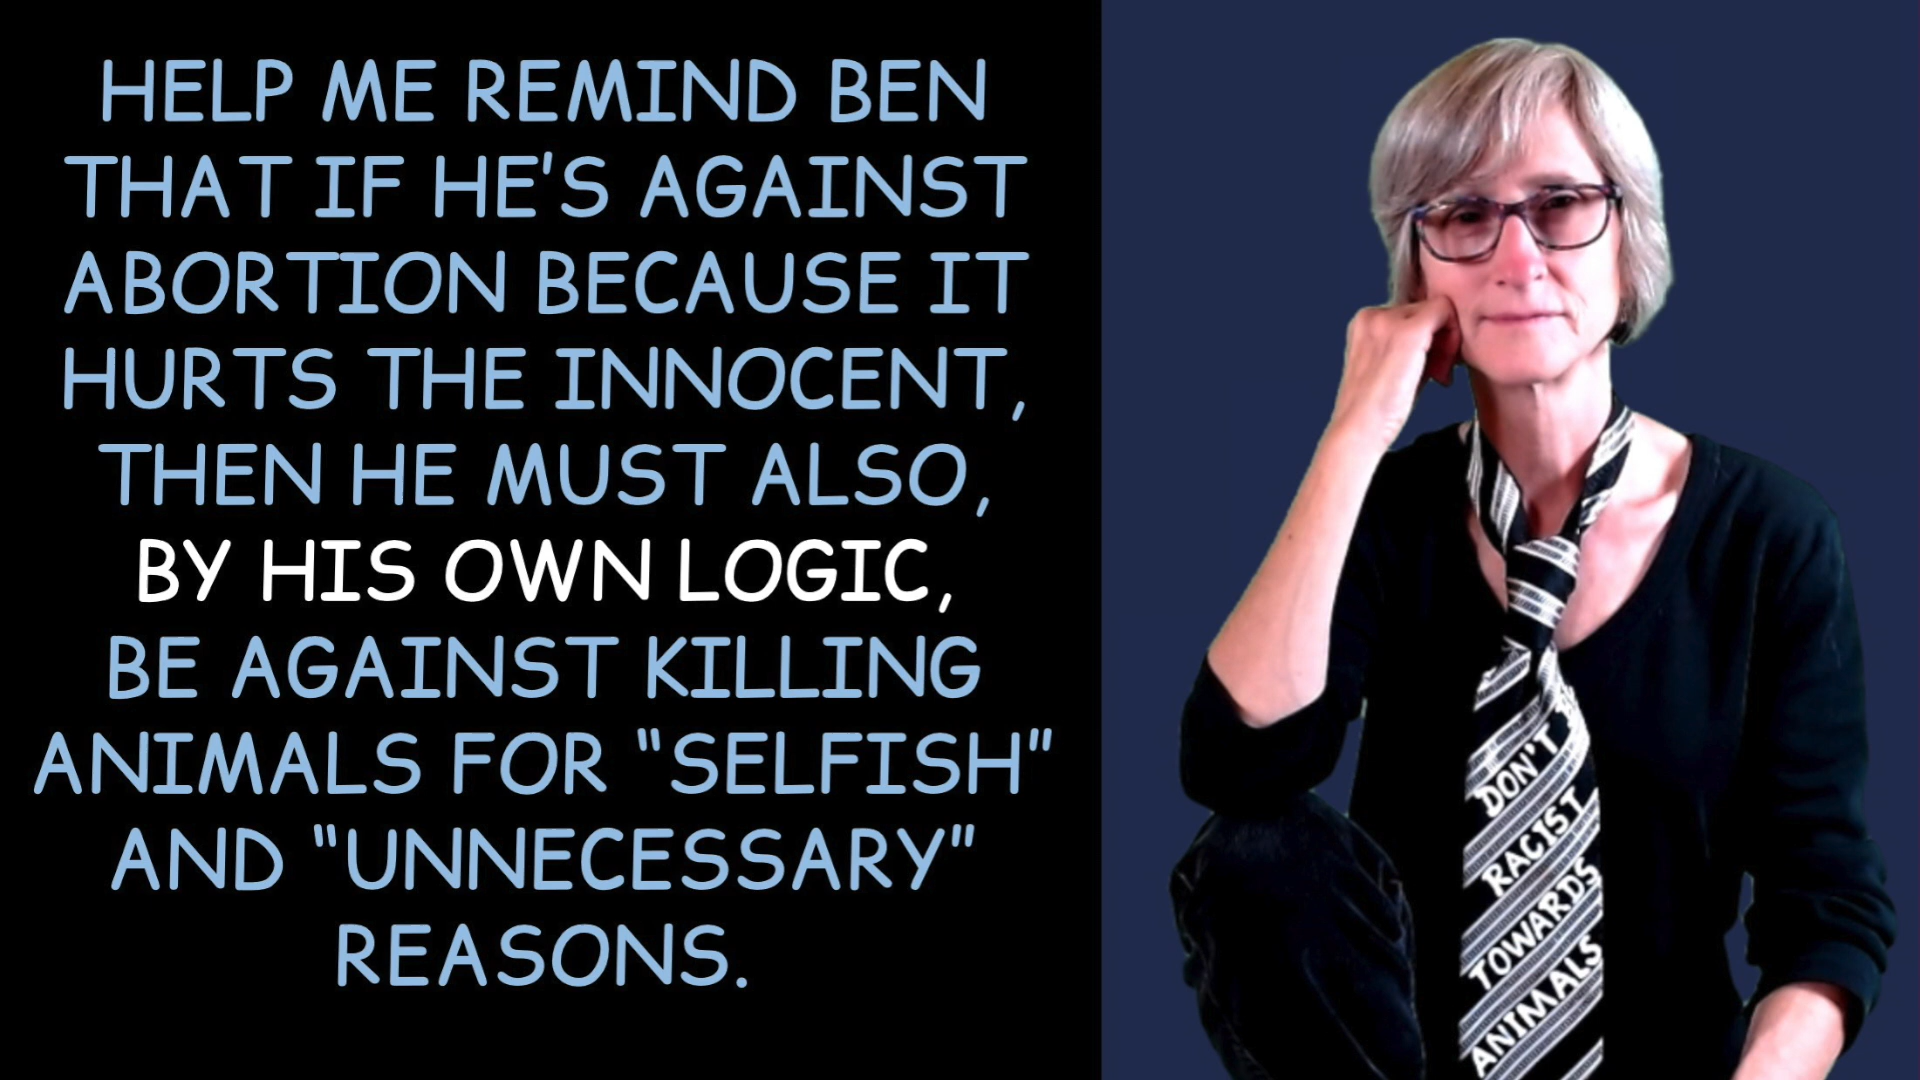 HELP ME REMIND BEN
THAT IF HE'S AGAINST
ABORTION BECAUSE IT
HURTS THE INNOCENT,
THEN HE MUST ALSO,
BY HIS OWN LOGIC,
BE AGAINST KILLING
ANIMALS FOR "SELFISH"
AND "UNNECESSARY"
REASONS.
DON'T
RACIST
TOWARDS
ANIMALS